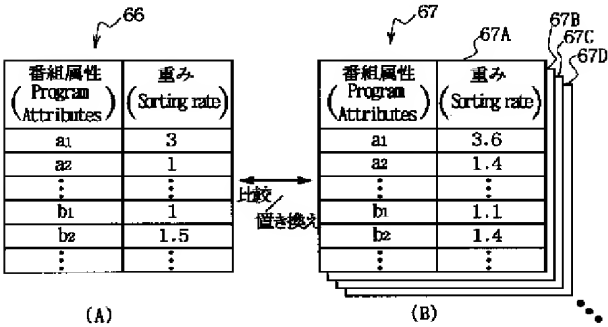 66
番組属性
(Program Attributes)
重み
(Sorting rate)
a1 3
a2 1
⋮ ⋮
b1 1
b2 1.5
⋮ ⋮
(A)
比較/置き換え
67
67A
67B
67C
67D
番組属性
(Program Attributes)
重み
(Sorting rate)
a1 3.6
a2 1.4
⋮ ⋮
b1 1.1
b2 1.4
⋮ ⋮
(B)